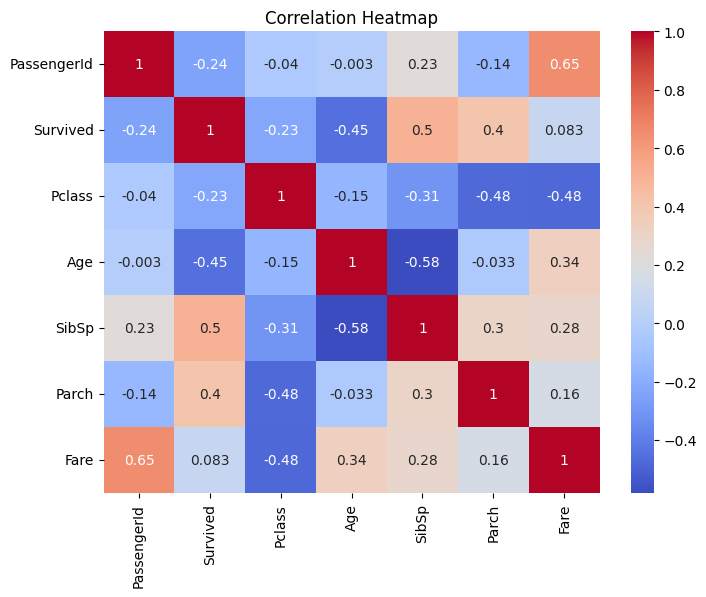 Correlation Heatmap
PassengerId 1 -0.24 -0.04 -0.003 0.23 -0.14 0.65
Survived -0.24 1 -0.23 -0.45 0.5 0.4 0.083
Pclass -0.04 -0.23 1 -0.15 -0.31 -0.48 -0.48
Age -0.003 -0.45 -0.15 1 -0.58 -0.033 0.34
SibSp 0.23 0.5 -0.31 -0.58 1 0.3 0.28
Parch -0.14 0.4 -0.48 -0.033 0.3 1 0.16
Fare 0.65 0.083 -0.48 0.34 0.28 0.16 1
PassengerId Survived Pclass Age SibSp Parch Fare
1.0
0.8
0.6
0.4
0.2
0.0
−0.2
−0.4